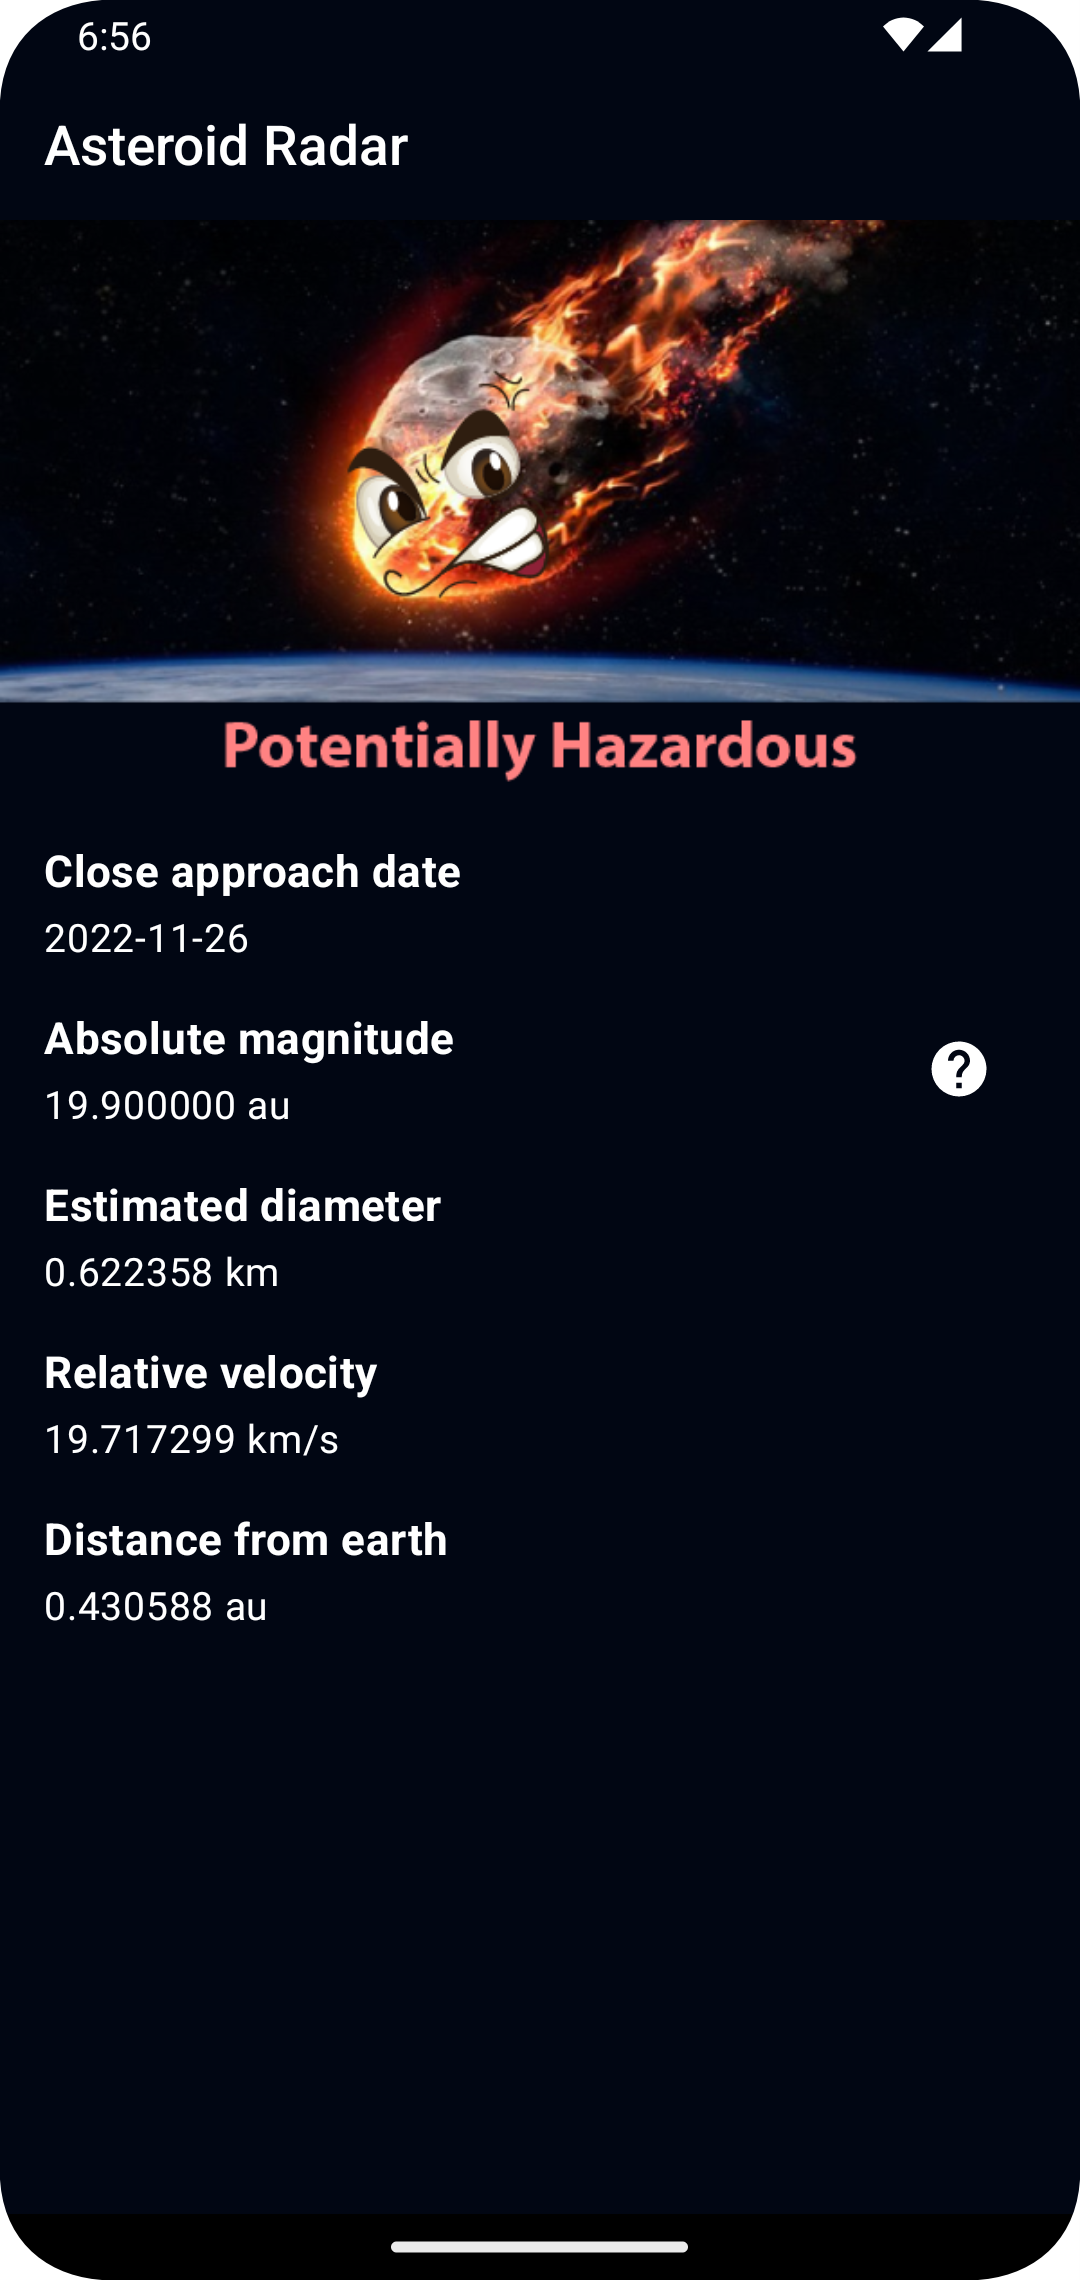 6:56
Asteroid Radar
Potentially Hazardous
Close approach date
2022-11-26
Absolute magnitude
19.900000 au
Estimated diameter
0.622358 km
Relative velocity
19.717299 km/s
Distance from earth
0.430588 au